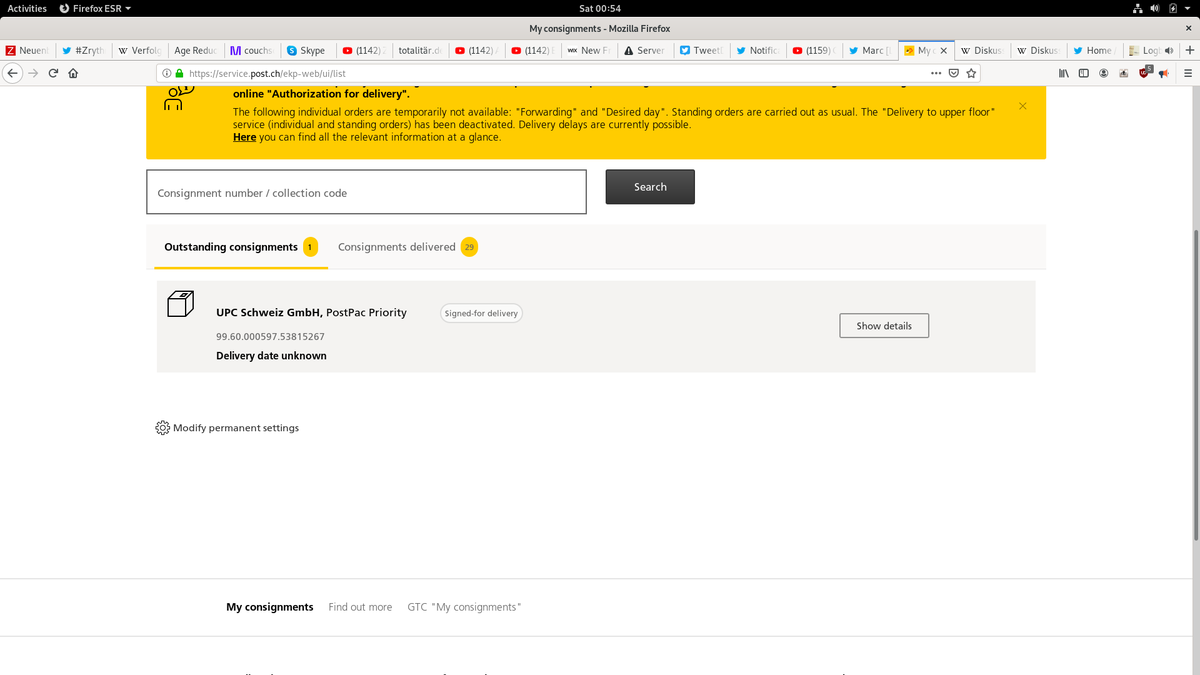 Activities Firefox ESR Sat 00:54
My consignments - Mozilla Firefox
Z Neuenl #Zryth W Verfolg Age Reduc couchs Skype (1142) totalitär.d (1142) (1142) WIX New F Server Tweet Notific (1159) Marc [ My c W Diskus W Diskus Home Log
https://service.post.ch/ekp-web/ui/list 5
online "Authorization for delivery".
The following individual orders are temporarily not available: "Forwarding" and "Desired day". Standing orders are carried out as usual. The "Delivery to upper floor"
service (individual and standing orders) has been deactivated. Delivery delays are currently possible.
Here you can find all the relevant information at a glance.
Consignment number / collection code
Search
Outstanding consignments 1 Consignments delivered 29
UPC Schweiz GmbH, PostPac Priority Signed-for delivery
99.60.000597.53815267
Show details
Delivery date unknown
Modify permanent settings
My consignments Find out more GTC "My consignments"